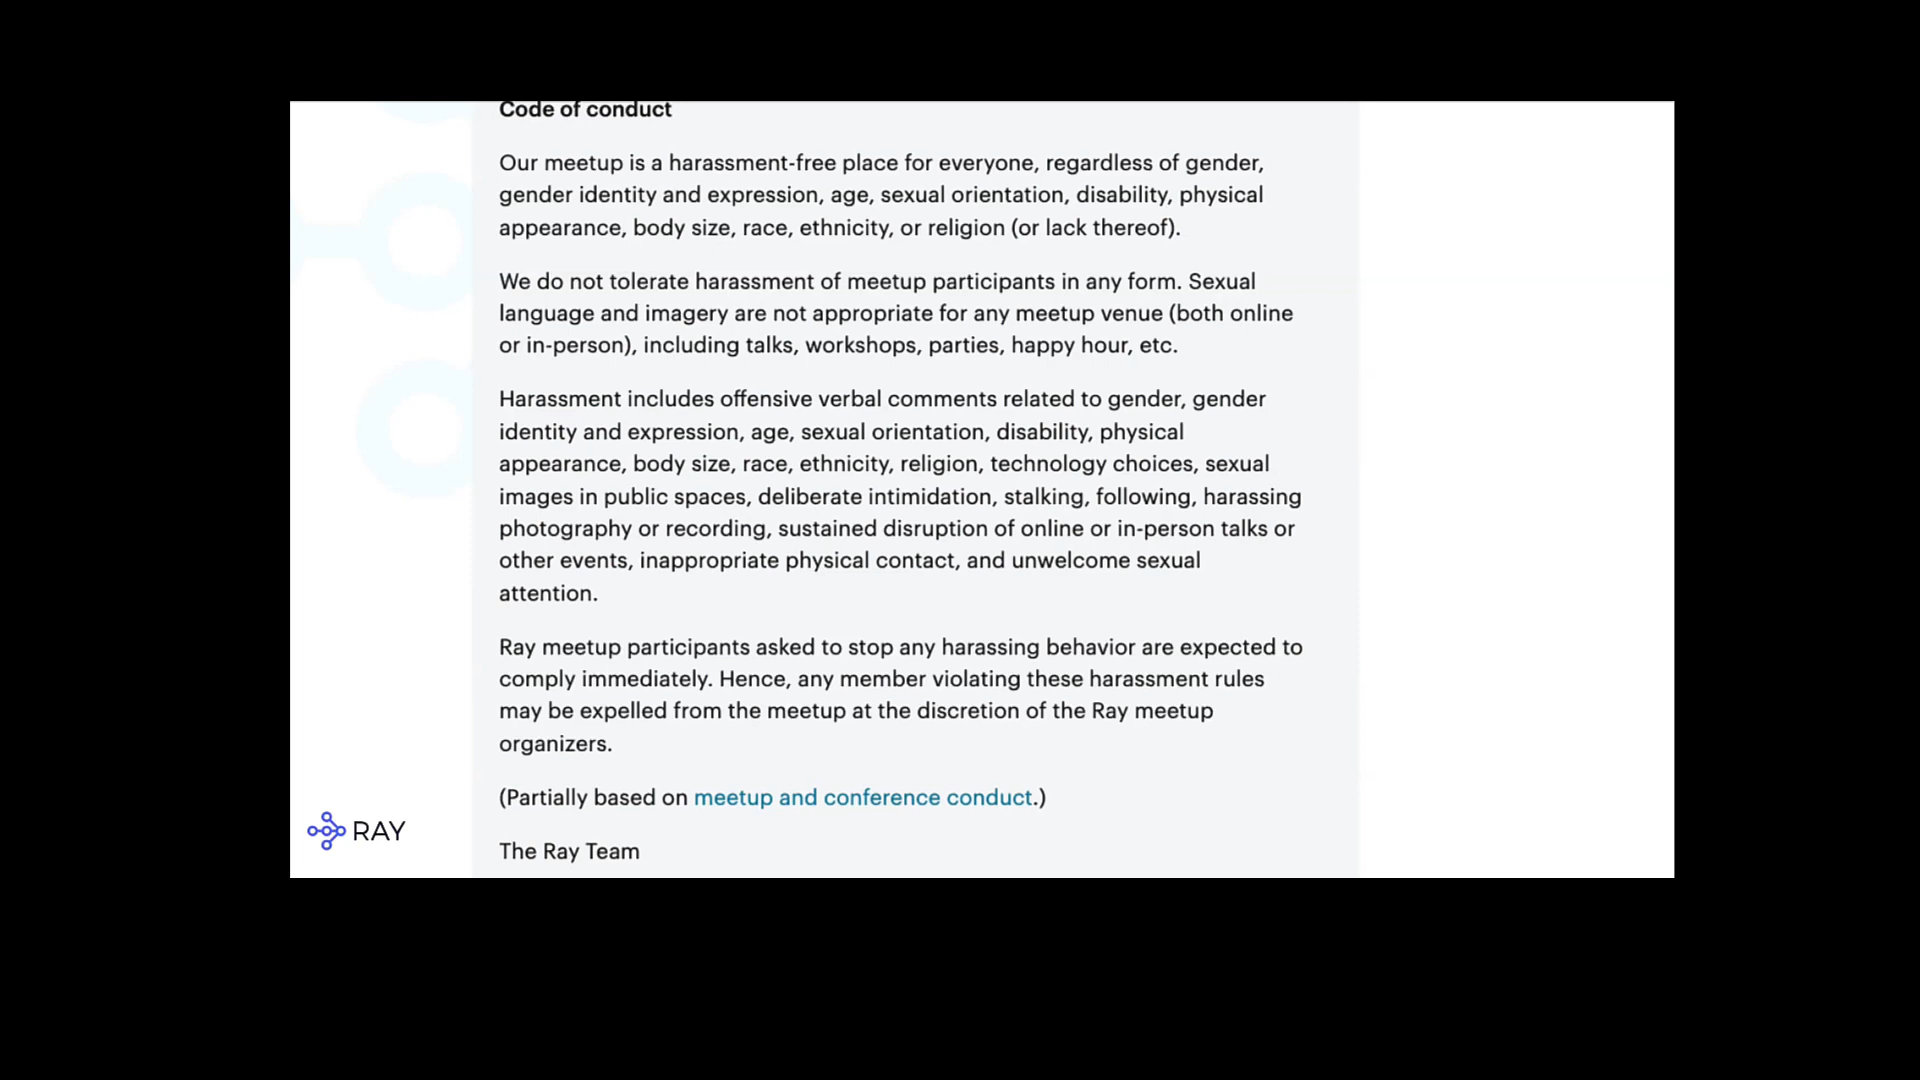 Code of conduct
Our meetup is a harassment-free place for everyone, regardless of gender,
gender identity and expression, age, sexual orientation, disability, physical
appearance, body size, race, ethnicity, or religion (or lack thereof).
We do not tolerate harassment of meetup participants in any form. Sexual
language and imagery are not appropriate for any meetup venue (both online
or in-person), including talks, workshops, parties, happy hour, etc.
Harassment includes offensive verbal comments related to gender, gender
identity and expression, age, sexual orientation, disability, physical
appearance, body size, race, ethnicity, religion, technology choices, sexual
images in public spaces, deliberate intimidation, stalking, following, harassing
photography or recording, sustained disruption of online or in-person talks or
other events, inappropriate physical contact, and unwelcome sexual
attention.
Ray meetup participants asked to stop any harassing behavior are expected to
comply immediately. Hence, any member violating these harassment rules
may be expelled from the meetup at the discretion of the Ray meetup
organizers.
(Partially based on meetup and conference conduct.)
RAY
The Ray Team